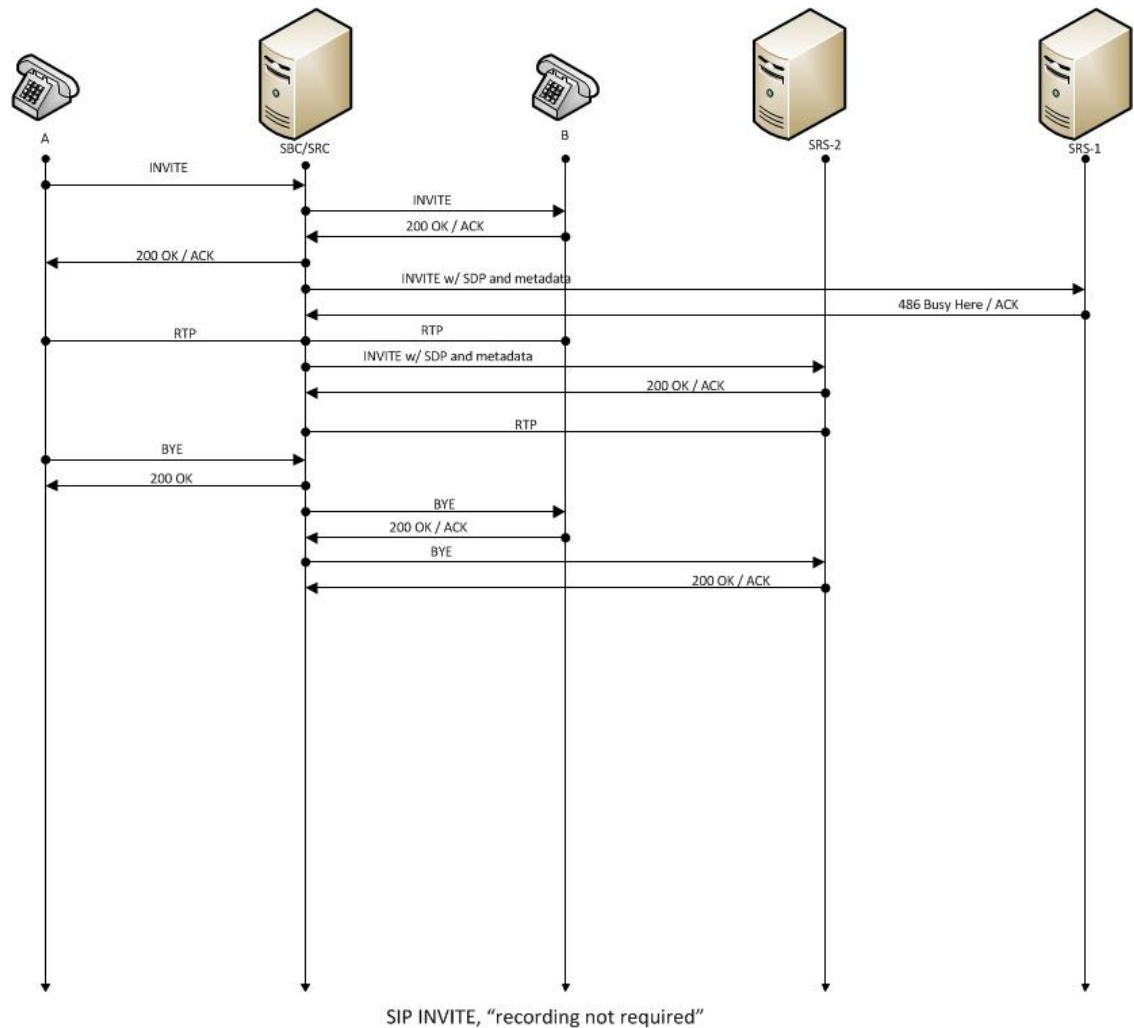 A
SBC/SRC
B
SRS-2
SRS-1
INVITE
INVITE
200 OK / ACK
200 OK / ACK
INVITE w/ SDP and metadata
486 Busy Here / ACK
RTP
RTP
INVITE w/ SDP and metadata
200 OK / ACK
RTP
BYE
200 OK
BYE
200 OK / ACK
BYE
200 OK / ACK
SIP INVITE, “recording not required”